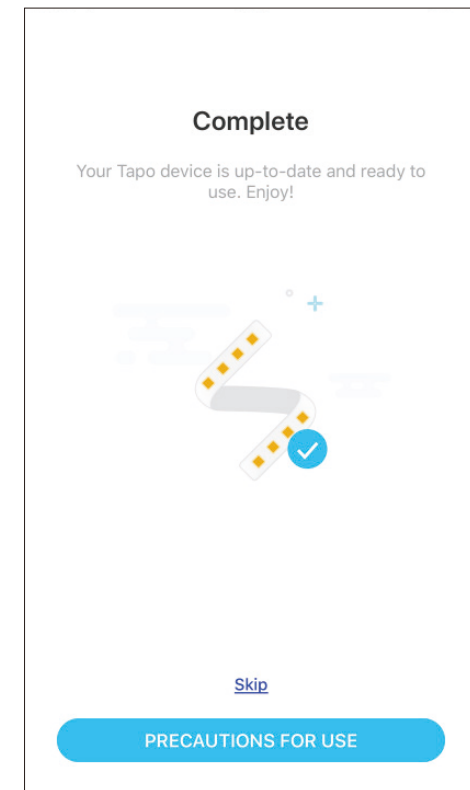 Complete
Your Tapo device is up-to-date and ready to
use. Enjoy!
Skip
PRECAUTIONS FOR USE